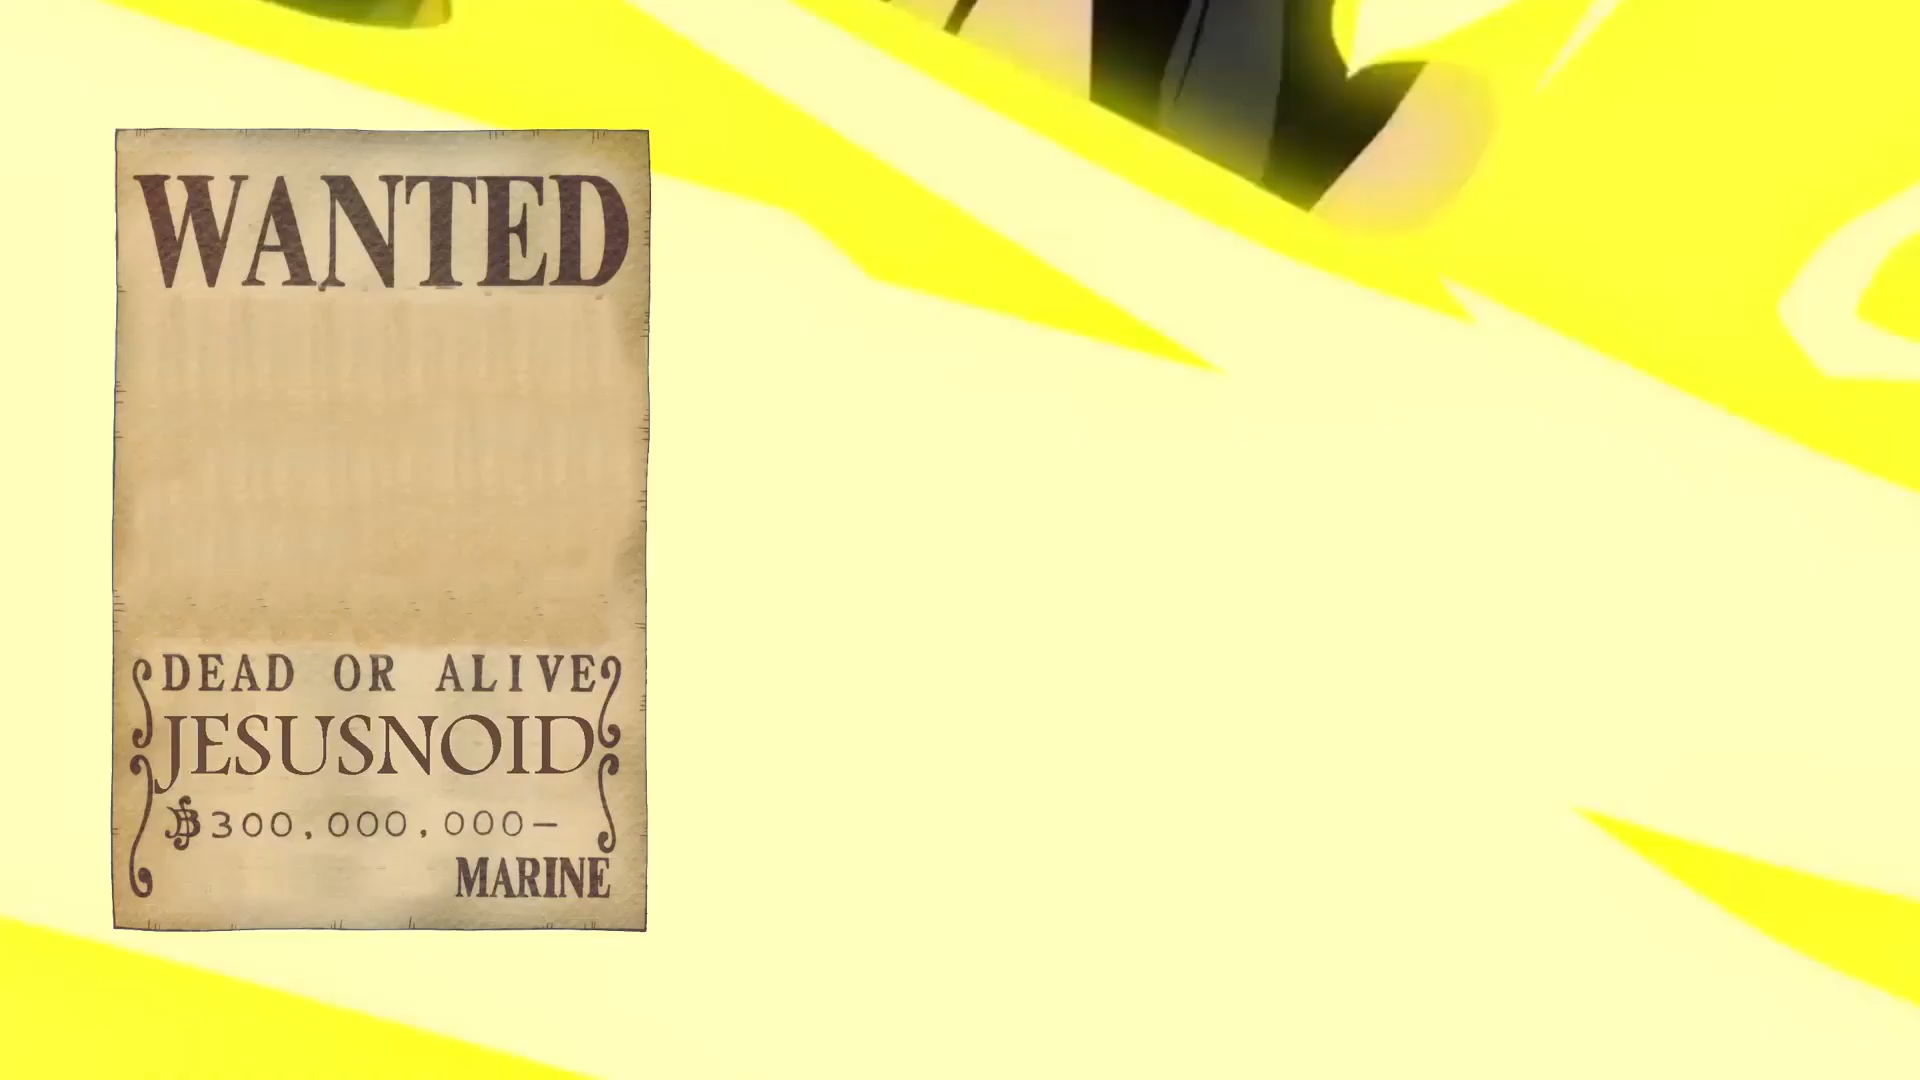 WANTED
DEAD OR ALIVE
JESUSNOID
฿300,000,000-
MARINE